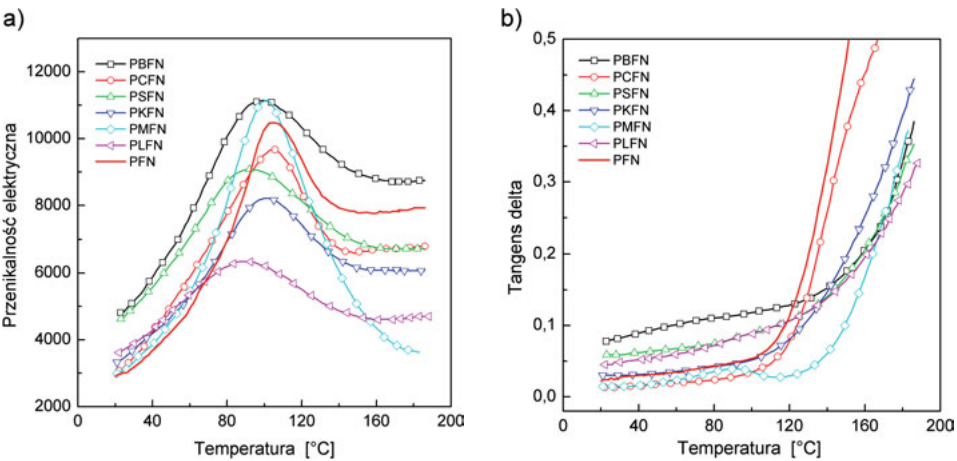 a)
PBFN
PCFN
PSFN
PKFN
PMFN
PLFN
PFN
12000
10000
8000
6000
4000
2000
0
40
80
120
160
200
Przenikalność elektryczna
Temperatura [°C]
b)
PBFN
PCFN
PSFN
PKFN
PMFN
PLFN
PFN
0,5
0,4
0,3
0,2
0,1
0,0
0
40
80
120
160
200
Tangens delta
Temperatura [°C]